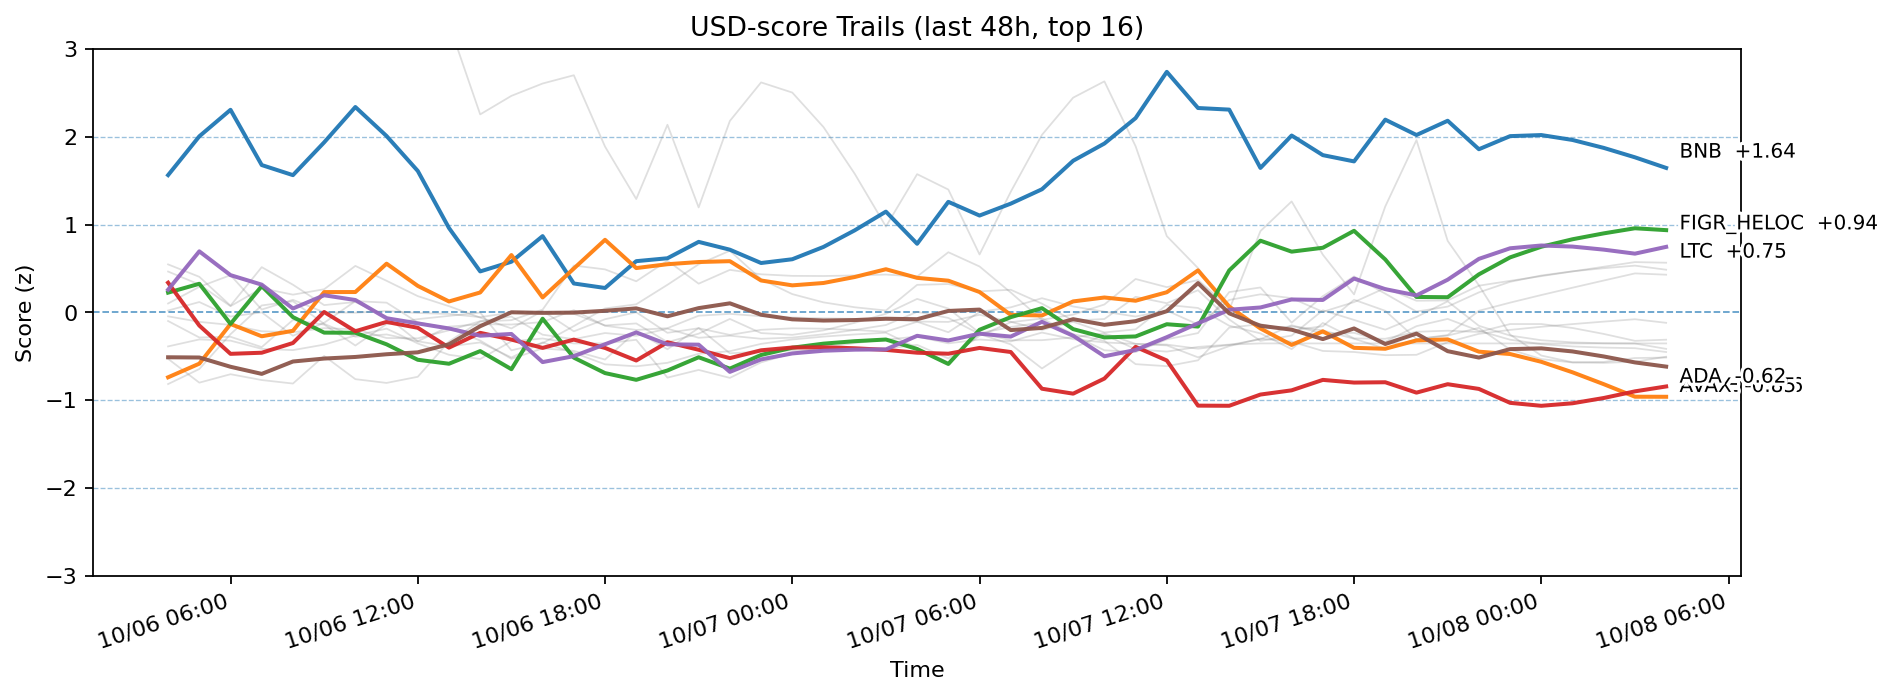 USD-score Trails (last 48h, top 16)
Score (z)
3
2
1
0
−1
−2
−3
BNB +1.64
FIGR_HELOC +0.94
LTC +0.75
ADA -0.62
10/06 06:00
10/06 12:00
10/06 18:00
10/07 00:00
10/07 06:00
10/07 12:00
10/07 18:00
10/08 00:00
10/08 06:00
Time